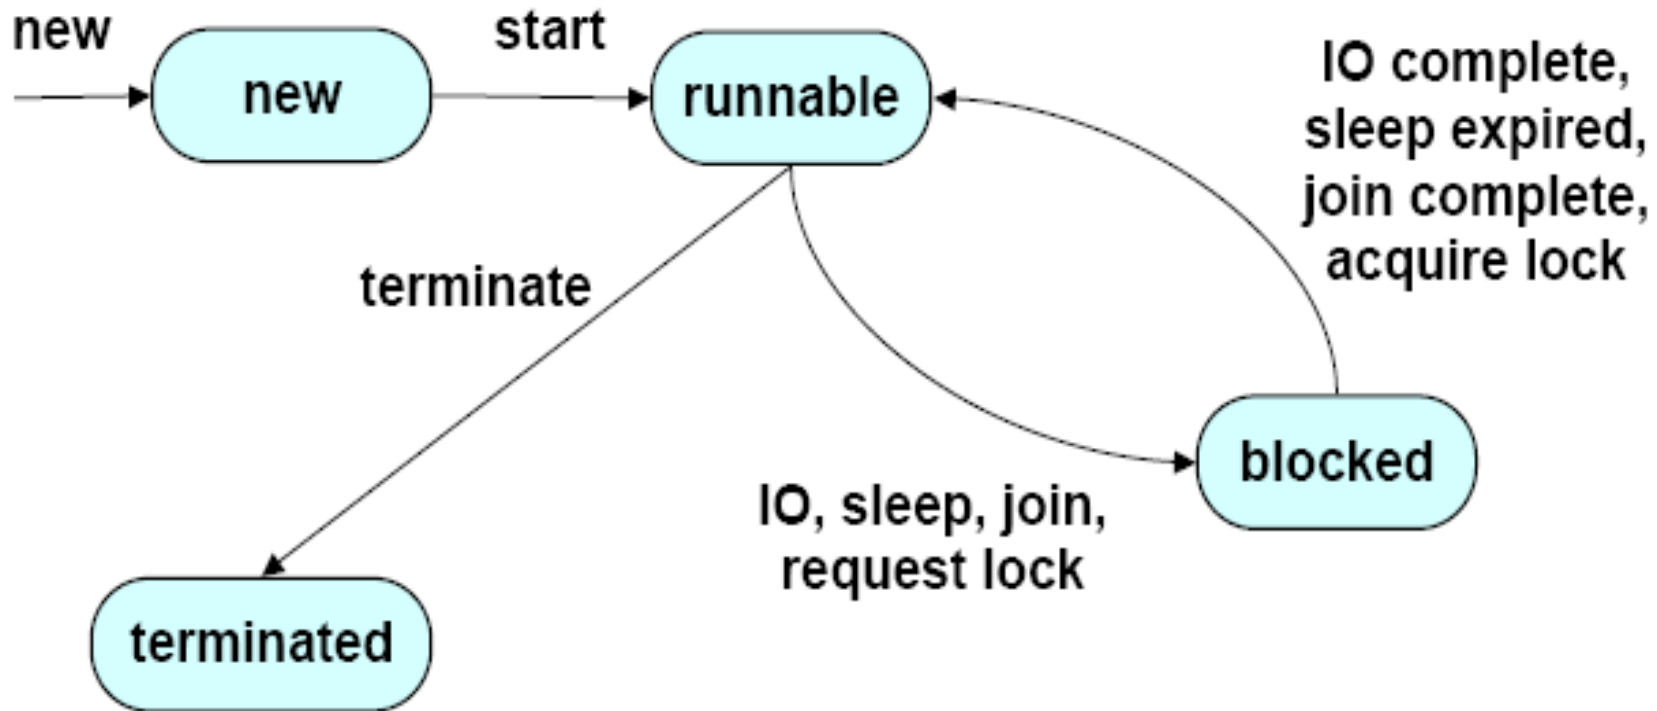 new
start
new
runnable
IO complete,
sleep expired,
join complete,
acquire lock
terminate
blocked
IO, sleep, join,
request lock
terminated